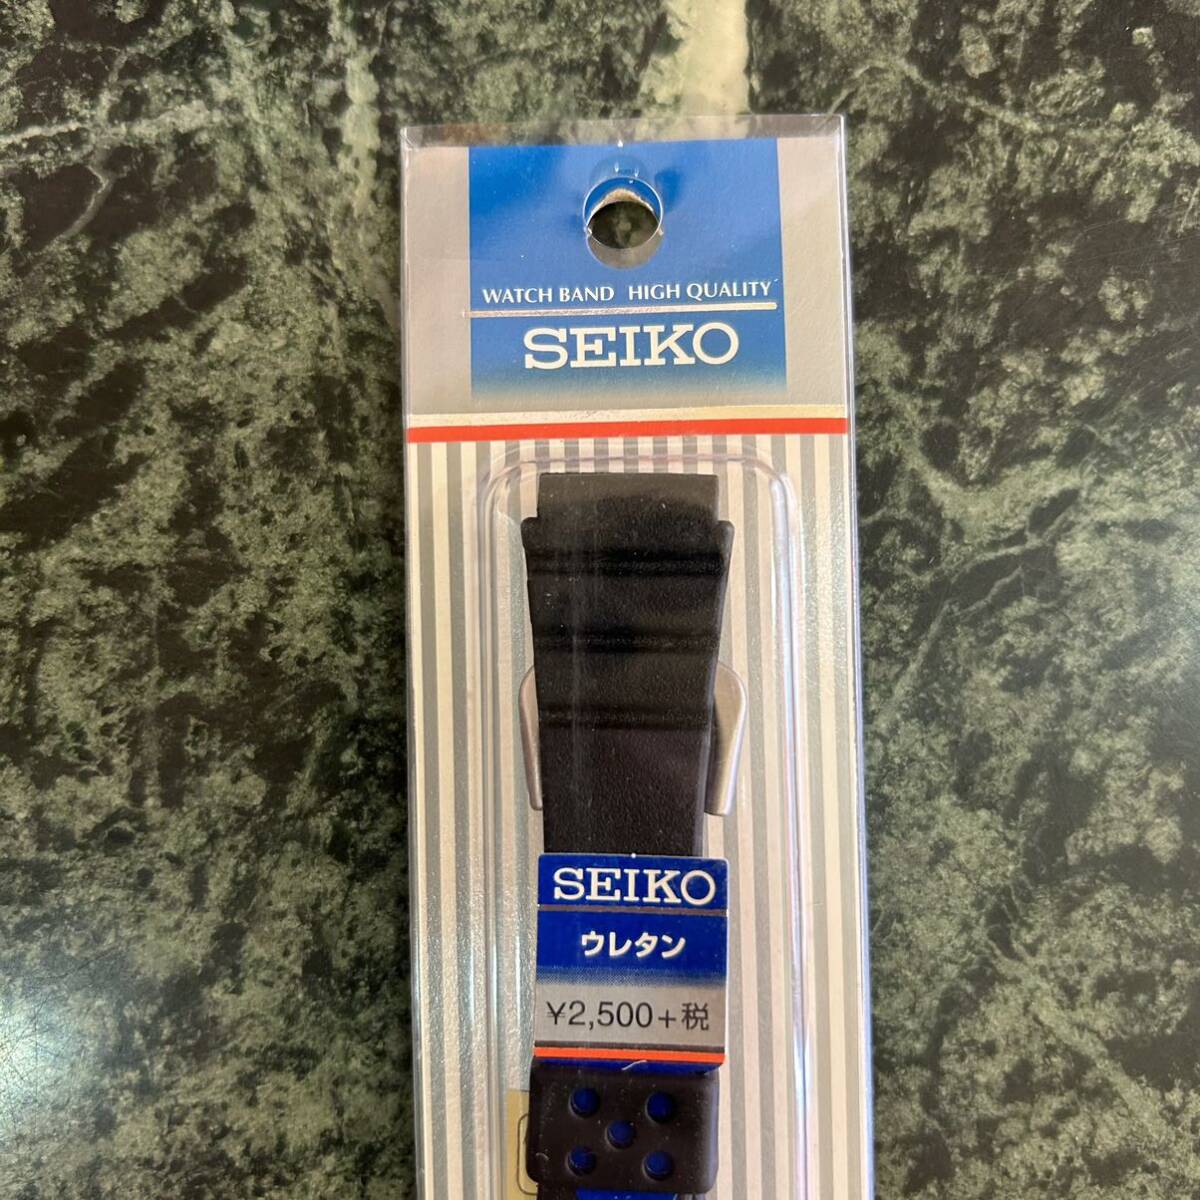 WATCH BAND HIGH QUALITY
SEIKO
SEIKO
ウレタン
¥2,500+税